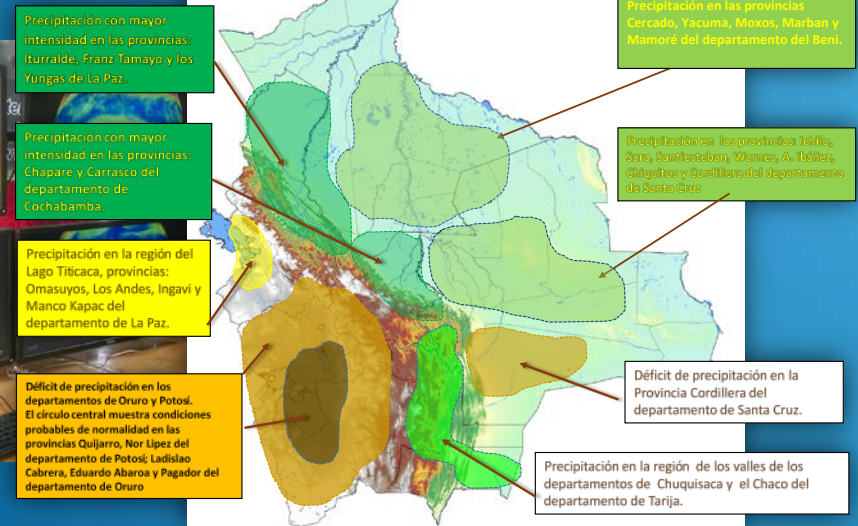 Precipitación con mayor
intensidad en las provincias:
Iturralde, Franz Tamayo y los
Yungas de La Paz.
Precipitación en las provincias
Cercado, Yacuma, Moxos, Marban y
Mamoré del departamento del Beni.
Precipitación con mayor
intensidad en las provincias:
Chapare y Carrasco del
departamento de
Cochabamba.
Precipitación en las provincias: Ichilo,
Sara, Santiesteban, Warnes, A. Ibáñez,
Chiquitos y Cordillera del departamento
de Santa Cruz
Precipitación en la región del
Lago Titicaca, provincias:
Omasuyos, Los Andes, Ingavi y
Manco Kapac del
departamento de La Paz.
Déficit de precipitación en los
departamentos de Oruro y Potosí.
El círculo central muestra condiciones
probables de normalidad en las
provincias Quijarro, Nor Lipez del
departamento de Potosí; Ladislao
Cabrera, Eduardo Abaroa y Pagador del
departamento de Oruro
Déficit de precipitación en la
Provincia Cordillera del
departamento de Santa Cruz.
Precipitación en la región de los valles de los
departamentos de Chuquisaca y el Chaco del
departamento de Tarija.